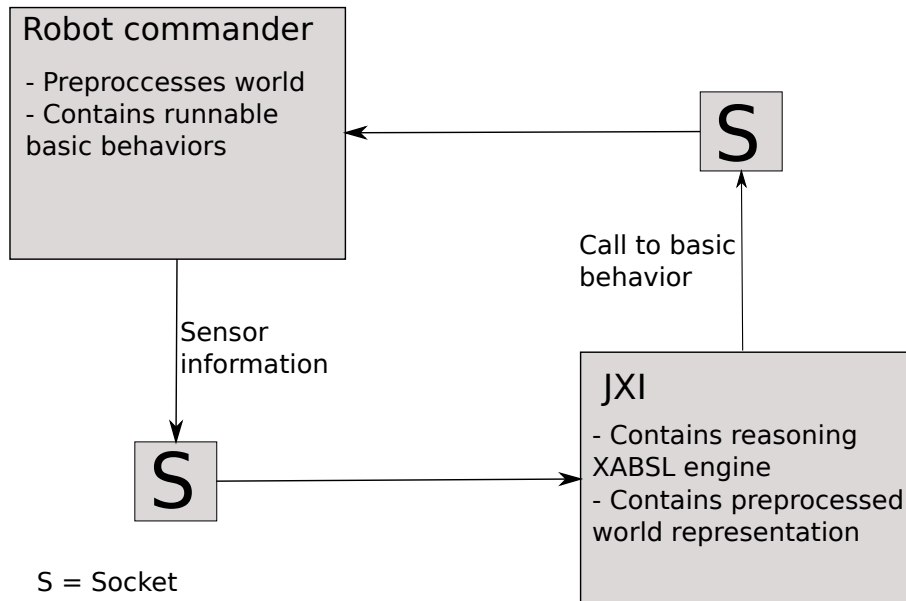 Robot commander
- Preproccesses world
- Contains runnable
basic behaviors
S
Call to basic
behavior
Sensor
information
JXI
- Contains reasoning
XABSL engine
- Contains preprocessed
world representation
S
S = Socket